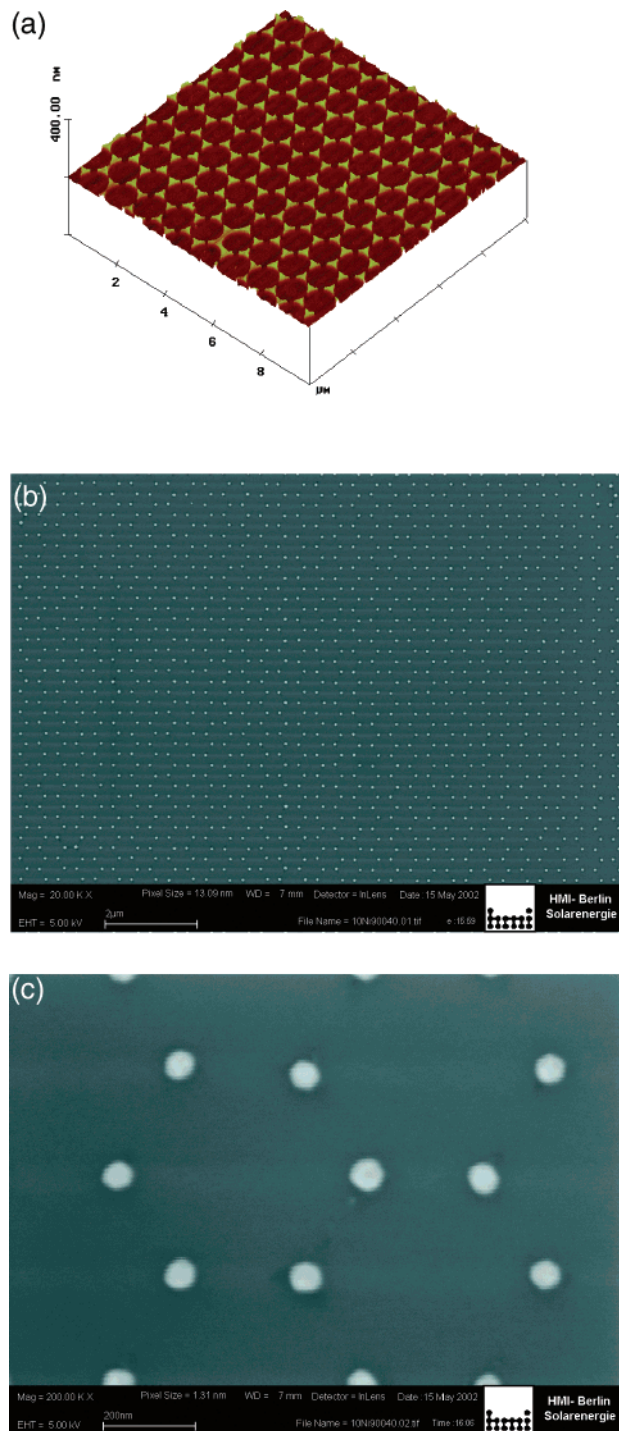 (a)
400.00 nM
2
4
6
8
µM
(b)
Mag = 20.00 K X Pixel Size = 13.09 nm WD = 7 mm Detector = InLens Date :15 May 2002
EHT = 5.00 kV 2µm File Name = 10Ni90040.01.tif e :15:59
HMI- Berlin
Solarenergie
(c)
Mag = 200.00 K X Pixel Size = 1.31 nm WD = 7 mm Detector = InLens Date :15 May 2002
EHT = 5.00 kV 200nm File Name = 10Ni90040.02.tif Time :16:06
HMI- Berlin
Solarenergie